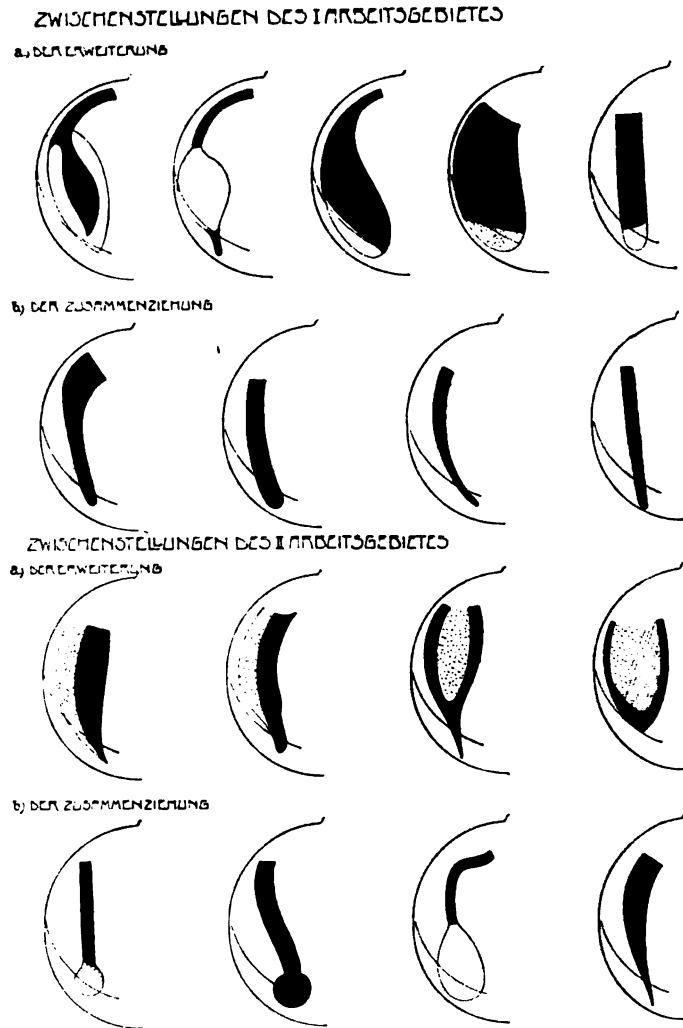 ZWISCHENSTELLUNGEN DES I ARBEITSGEBIETES
a) DER ERWEITERUNG
b) DER ZUSAMMENZIEHUNG
ZWISCHENSTELLUNGEN DES II ARBEITSGEBIETES
a) DER ERWEITERUNG
b) DER ZUSAMMENZIEHUNG